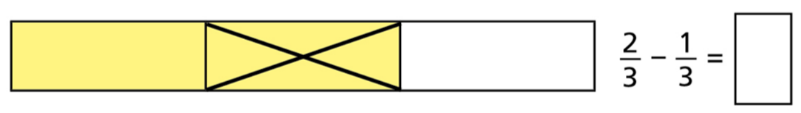 2/3 − 1/3 =